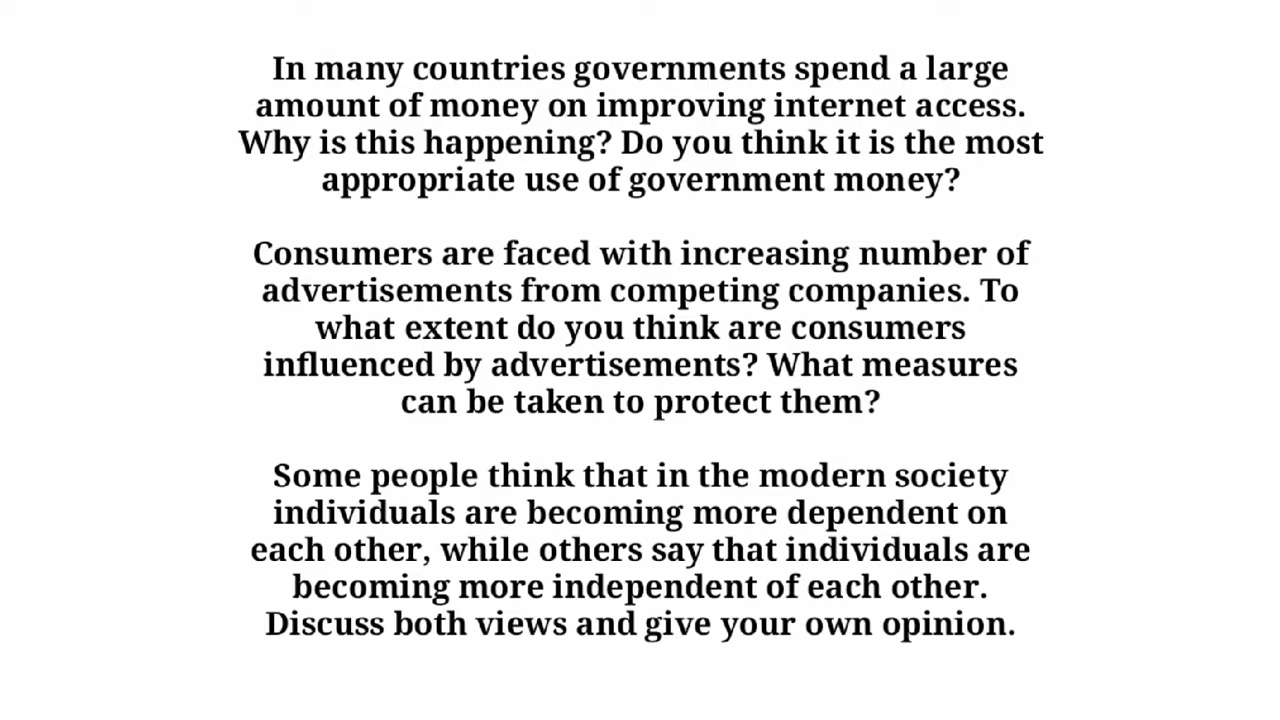 In many countries governments spend a large
amount of money on improving internet access.
Why is this happening? Do you think it is the most
appropriate use of government money?
Consumers are faced with increasing number of
advertisements from competing companies. To
what extent do you think are consumers
influenced by advertisements? What measures
can be taken to protect them?
Some people think that in the modern society
individuals are becoming more dependent on
each other, while others say that individuals are
becoming more independent of each other.
Discuss both views and give your own opinion.